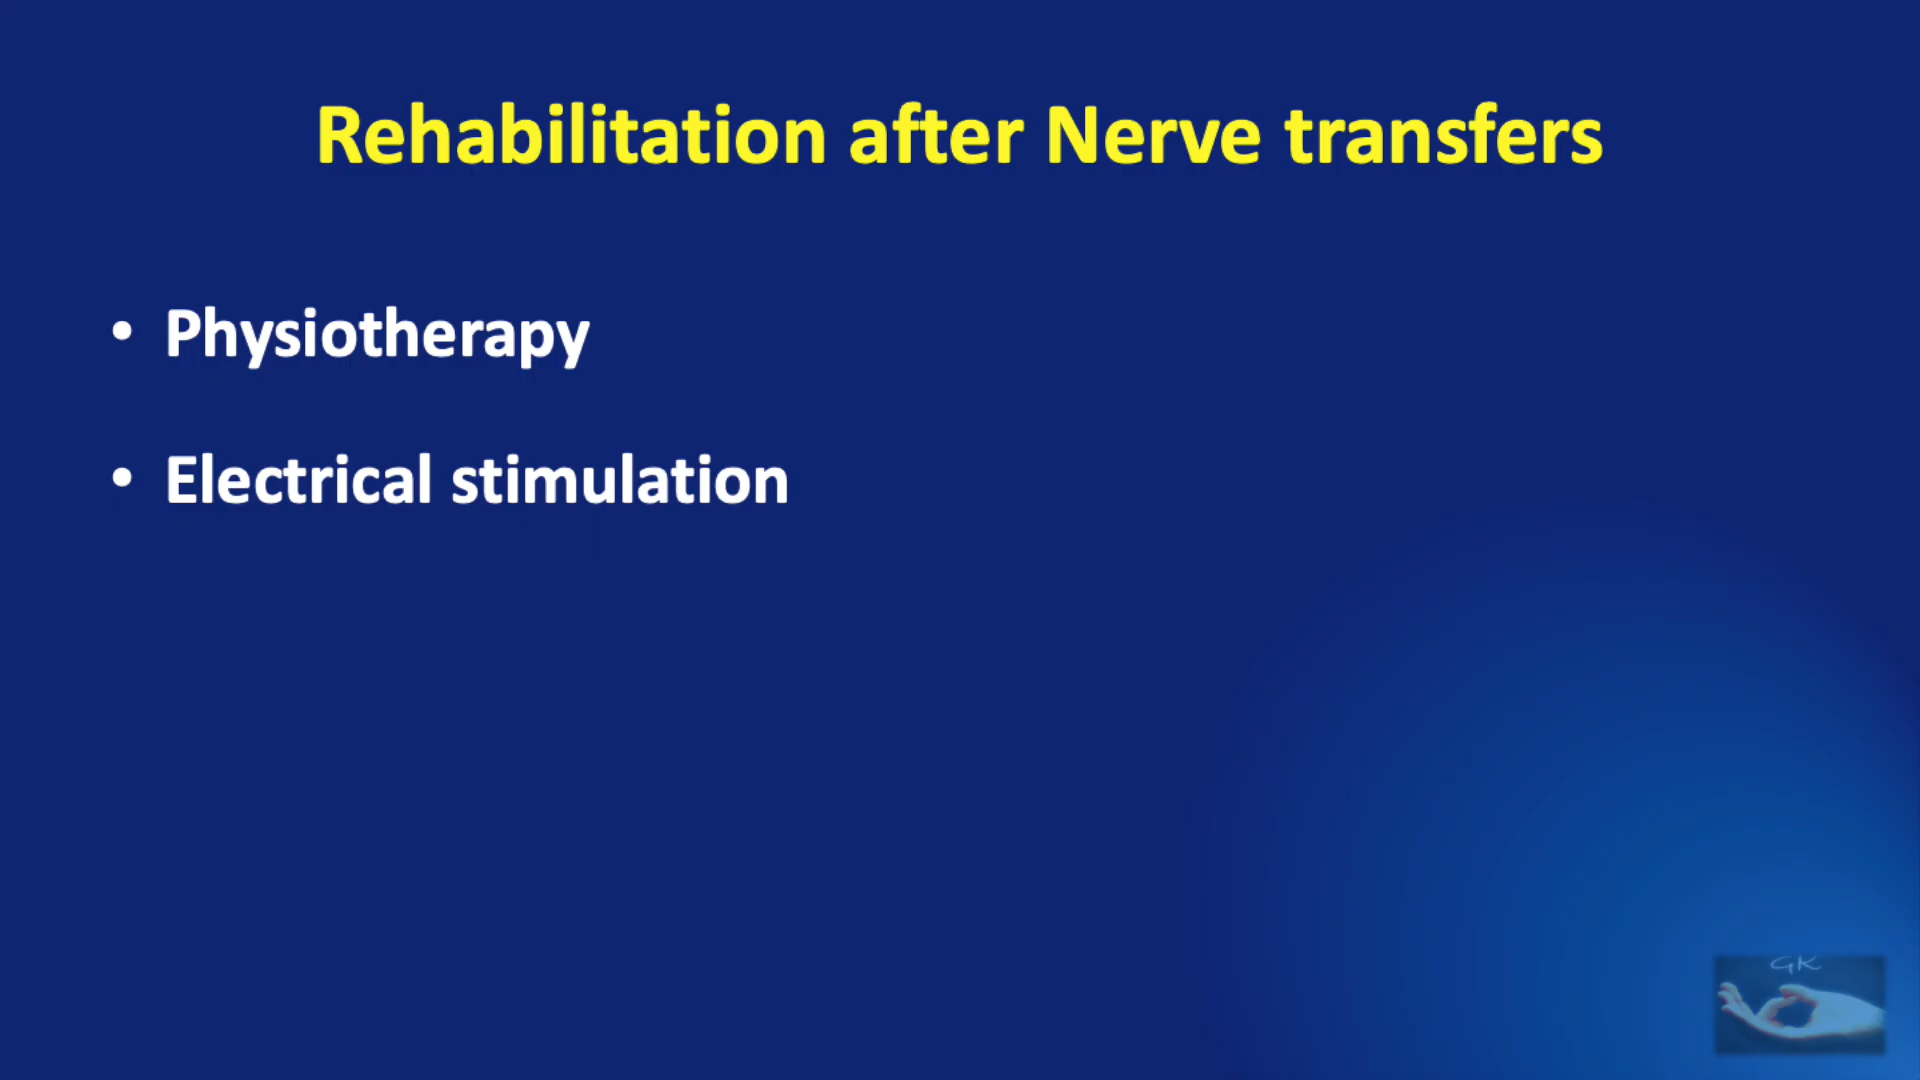 Rehabilitation after Nerve transfers
• Physiotherapy
• Electrical stimulation
GK